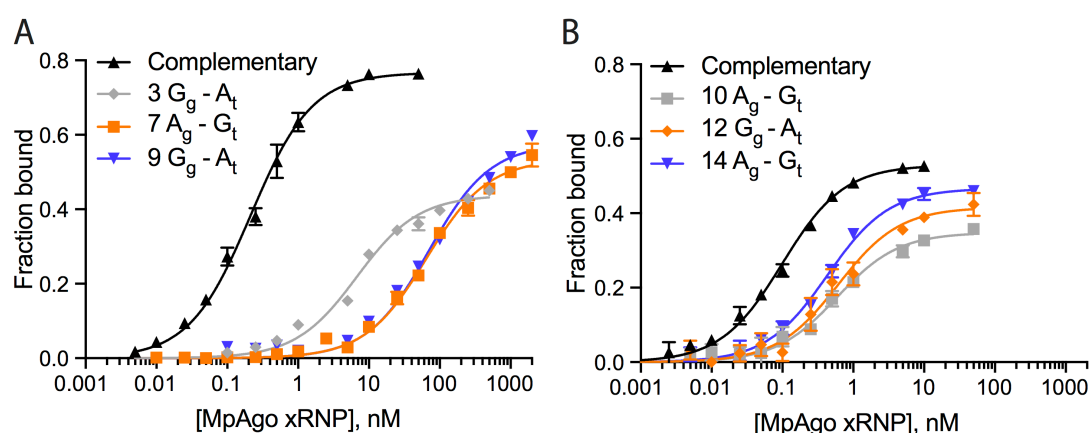 A
Fraction bound
0.8
0.6
0.4
0.2
0.0
Complementary
3 Gg - At
7 Ag - Gt
9 Gg - At
0.001 0.01 0.1 1 10 100 1000
[MpAgo xRNP], nM
B
Fraction bound
0.8
0.6
0.4
0.2
0.0
Complementary
10 Ag - Gt
12 Gg - At
14 Ag - Gt
0.001 0.01 0.1 1 10 100 1000
[MpAgo xRNP], nM